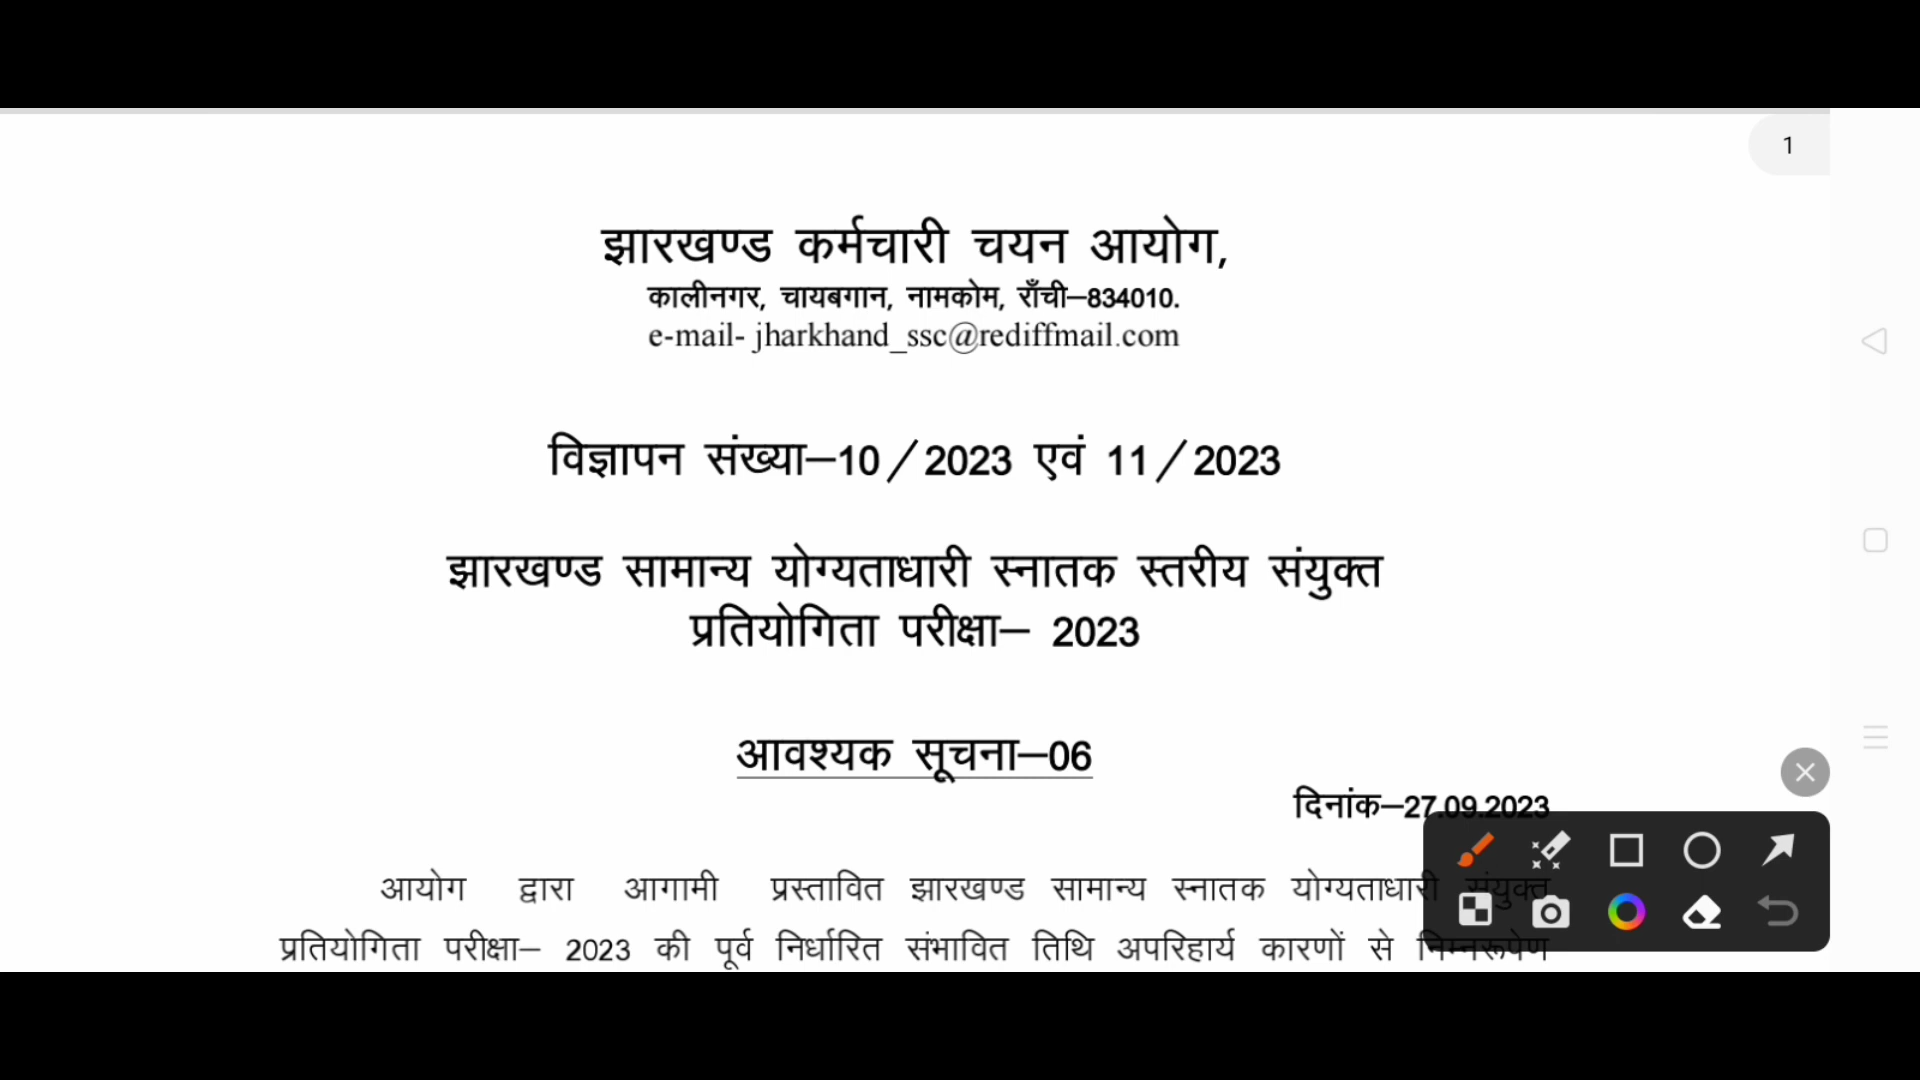 1
झारखण्ड कर्मचारी चयन आयोग,
कालीनगर, चायबगान, नामकोम, राँची–834010.
e-mail- jharkhand_ssc@rediffmail.com
विज्ञापन संख्या–10/2023 एवं 11/2023
झारखण्ड सामान्य योग्यताधारी स्नातक स्तरीय संयुक्त
प्रतियोगिता परीक्षा– 2023
आवश्यक सूचना–06
दिनांक–27.09.2023
आयोग द्वारा आगामी प्रस्तावित झारखण्ड सामान्य स्नातक योग्यताधारी संयुक्त
प्रतियोगिता परीक्षा– 2023 की पूर्व निर्धारित संभावित तिथि अपरिहार्य कारणों से निम्नरूपेण